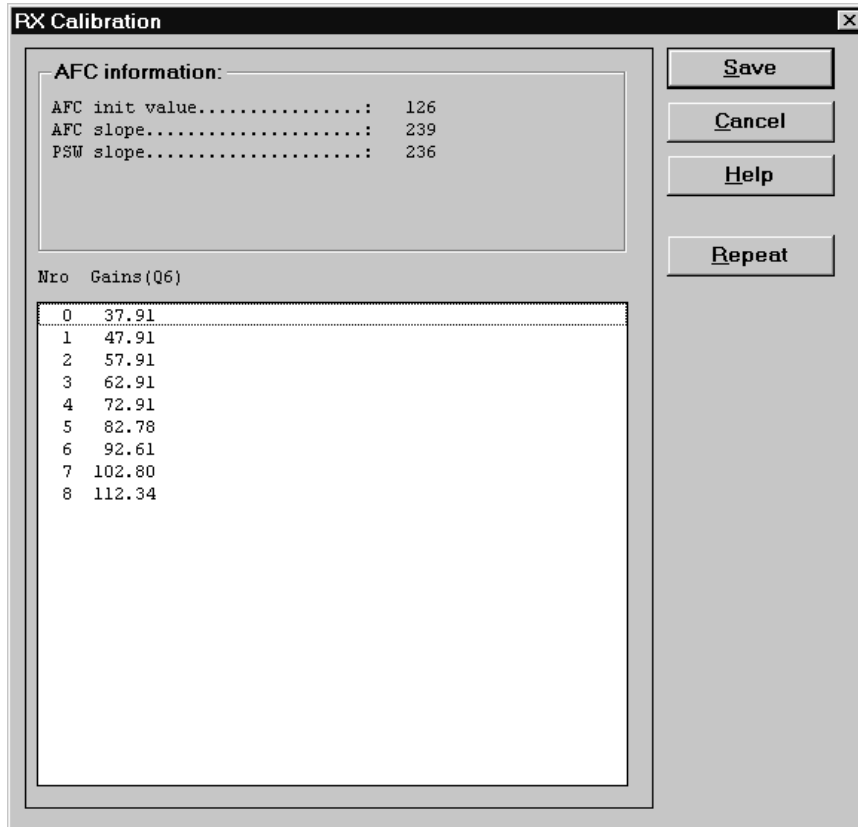 RX Calibration
AFC information:
AFC init value................: 126
AFC slope.....................: 239
PSW slope.....................: 236
Nro Gains(Q6)
0 37.91
1 47.91
2 57.91
3 62.91
4 72.91
5 82.78
6 92.61
7 102.80
8 112.34
Save
Cancel
Help
Repeat